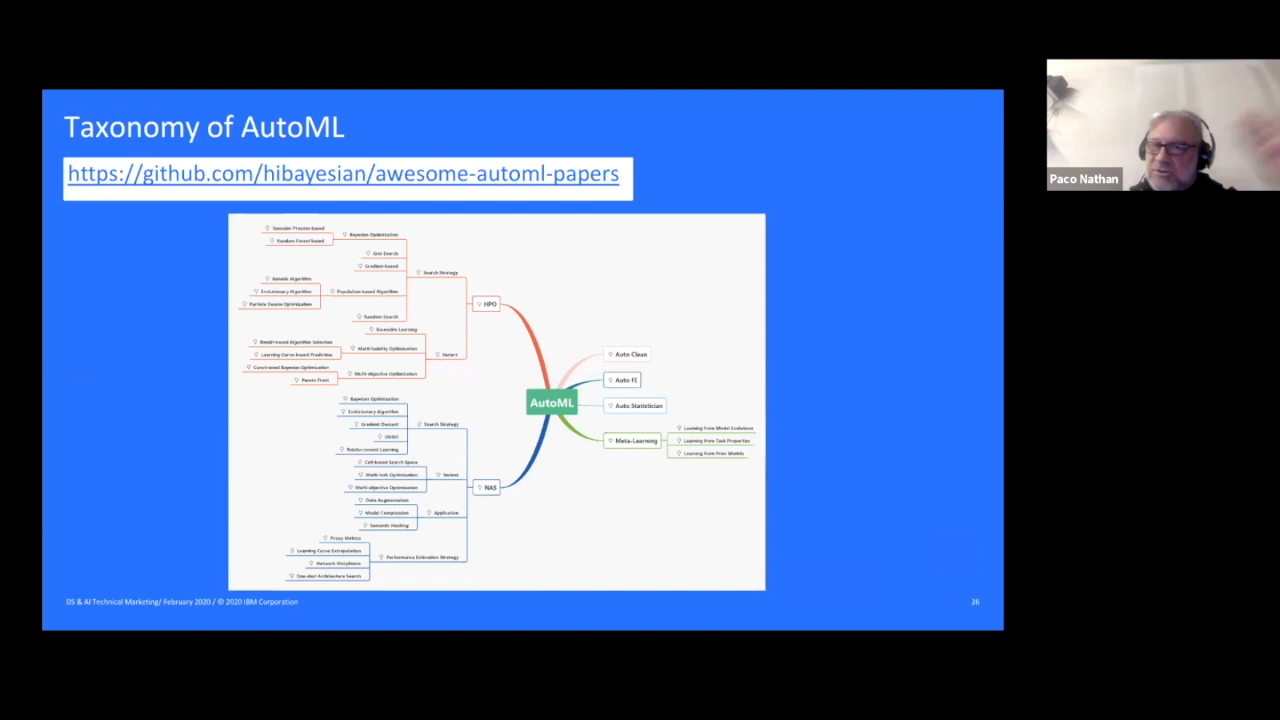 Taxonomy of AutoML
https://github.com/hibayesian/awesome-automl-papers
Paco Nathan
Gaussian Process-based
Random Forest-based
Bayesian Optimization
Grid Search
Gradient-based
Search Strategy
Genetic Algorithm
Evolutionary Algorithm
Particle Swarm Optimization
Population-based Algorithm
Random Search
HPO
Ensemble Learning
Bandit-based Algorithm Selection
Learning Curve-based Prediction
Multi-fidelity Optimization
Variant
Constrained Bayesian Optimization
Pareto Front
Multi-objective Optimization
AutoML
Auto Clean
Auto FE
Auto Statistician
Meta-Learning
Learning from Model Evaluations
Learning from Task Properties
Learning from Prior Models
Bayesian Optimization
Evolutionary Algorithm
Gradient Descent
SMBO
Reinforcement Learning
Search Strategy
Cell-based Search Space
Multi-task Optimization
Multi-objective Optimization
Variant
NAS
Data Augmentation
Model Compression
Semantic Hashing
Application
Proxy Metrics
Learning Curve Extrapolation
Network Morphisms
One-shot Architecture Search
Performance Estimation Strategy
DS & AI Technical Marketing/ February 2020 / © 2020 IBM Corporation
26